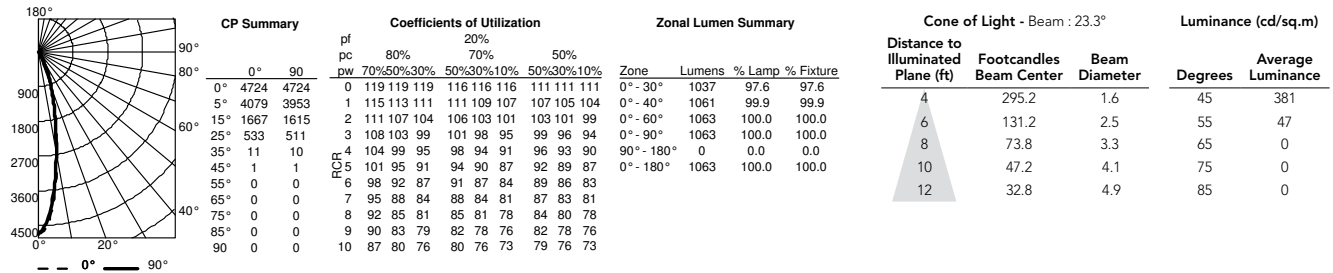 180°
90°
80°
60°
40°
900
1800
2700
3600
4500
0° 20°
0° 90°
CP Summary
0° 90
0° 4724 4724
5° 4079 3953
15° 1667 1615
25° 533 511
35° 11 10
45° 1 1
55° 0 0
65° 0 0
75° 0 0
85° 0 0
90 0 0
Coefficients of Utilization
pf 20%
pc 80% 70% 50%
pw 70%50%30% 50%30%10% 50%30%10%
RCR
0 119 119 119 116 116 116 111 111 111
1 115 113 111 111 109 107 107 105 104
2 111 107 104 106 103 101 103 101 99
3 108 103 99 101 98 95 99 96 94
4 104 99 95 98 94 91 96 93 90
5 101 95 91 94 90 87 92 89 87
6 98 92 87 91 87 84 89 86 83
7 95 88 84 88 84 81 87 83 81
8 92 85 81 85 81 78 84 80 78
9 90 83 79 82 78 76 82 78 76
10 87 80 76 80 76 73 79 76 73
Zonal Lumen Summary
Zone Lumens % Lamp % Fixture
0° - 30° 1037 97.6 97.6
0° - 40° 1061 99.9 99.9
0° - 60° 1063 100.0 100.0
0° - 90° 1063 100.0 100.0
90° - 180° 0 0.0 0.0
0° - 180° 1063 100.0 100.0
Cone of Light - Beam : 23.3°
Distance to Illuminated Plane (ft) Footcandles Beam Center Beam Diameter
4 295.2 1.6
6 131.2 2.5
8 73.8 3.3
10 47.2 4.1
12 32.8 4.9
Luminance (cd/sq.m)
Degrees Average Luminance
45 381
55 47
65 0
75 0
85 0